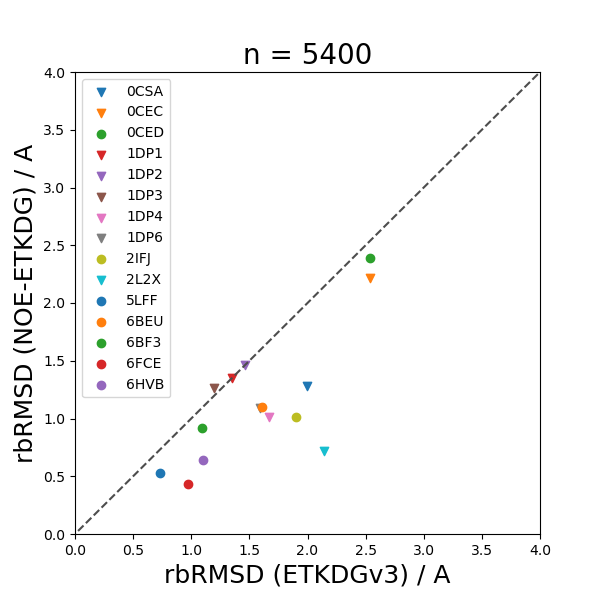 n = 5400
rbRMSD (NOE-ETKDG) / A
4.0
3.5
3.0
2.5
2.0
1.5
1.0
0.5
0.0
0CSA
0CEC
0CED
1DP1
1DP2
1DP3
1DP4
1DP6
2IFJ
2L2X
5LFF
6BEU
6BF3
6FCE
6HVB
0.0 0.5 1.0 1.5 2.0 2.5 3.0 3.5 4.0
rbRMSD (ETKDGv3) / A